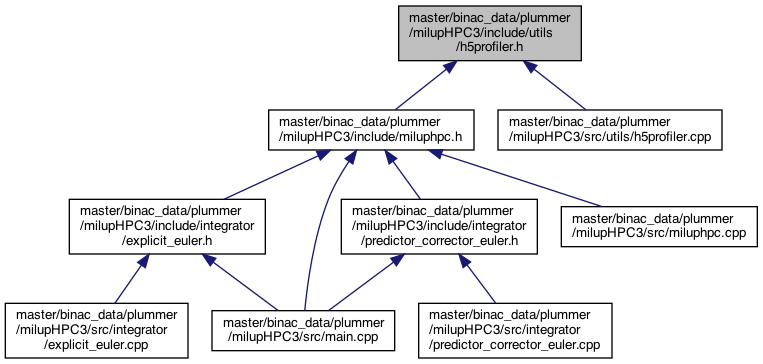 master/binac_data/plummer
/milupHPC3/include/utils
/h5profiler.h
master/binac_data/plummer
/milupHPC3/include/miluphpc.h
master/binac_data/plummer
/milupHPC3/src/utils/h5profiler.cpp
master/binac_data/plummer
/milupHPC3/include/integrator
/explicit_euler.h
master/binac_data/plummer
/milupHPC3/include/integrator
/predictor_corrector_euler.h
master/binac_data/plummer
/milupHPC3/src/miluphpc.cpp
master/binac_data/plummer
/milupHPC3/src/integrator
/explicit_euler.cpp
master/binac_data/plummer
/milupHPC3/src/main.cpp
master/binac_data/plummer
/milupHPC3/src/integrator
/predictor_corrector_euler.cpp